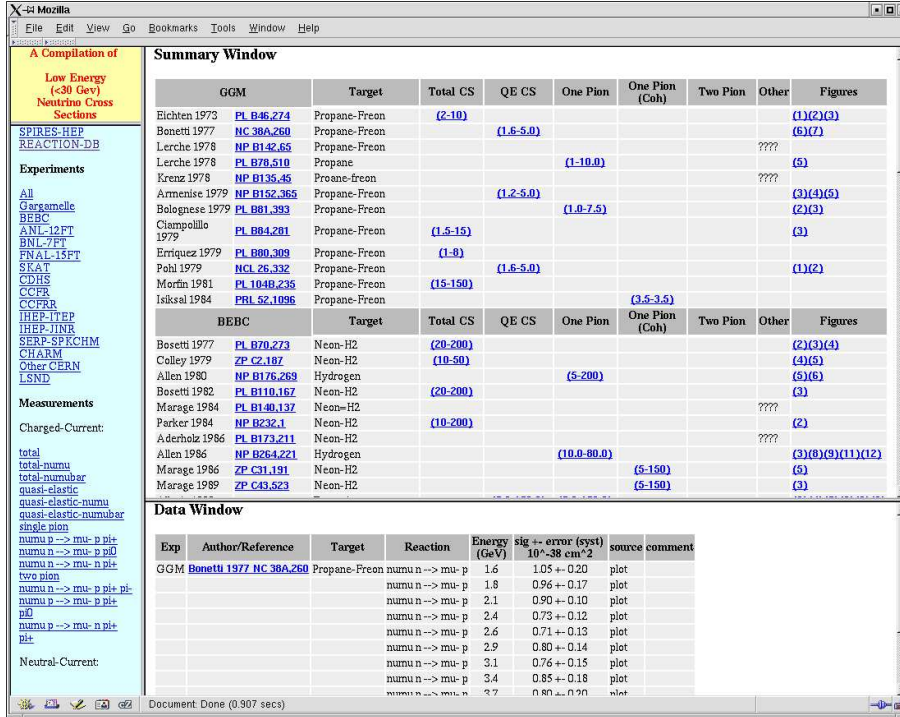 Mozilla
File Edit View Go Bookmarks Tools Window Help
A Compilation of
Low Energy
(<30 Gev)
Neutrino Cross
Sections
SPIRES-HEP
REACTION-DB
Experiments
All
Gargamelle
BEBC
ANL-12FT
BNL-7FT
FNAL-15FT
SKAT
CDHS
CCFR
CCFRR
IHEP-ITEP
IHEP-JINR
SERP-SPKCHM
CHARM
Other CERN
LSND
Measurements
Charged-Current:
total
total-numu
total-numubar
quasi-elastic
quasi-elastic-numu
quasi-elastic-numubar
single pion
numu p --> mu- p pi+
numu n --> mu- p pi0
numu n --> mu- n pi+
two pion
numu n --> mu- p pi+ pi-
numu p --> mu- p pi+
pi0
numu p --> mu- n pi+
pi+
Neutral-Current:
Summary Window
GGM Target Total CS QE CS One Pion One Pion (Coh) Two Pion Other Figures
Eichten 1973 PL B46,274 Propane-Freon (2-10) (1)(2)(3)
Bonetti 1977 NC 38A,260 Propane-Freon (1.6-5.0) (6)(7)
Lerche 1978 NP B142,65 Propane-Freon ????
Lerche 1978 PL B78,510 Propane (1-10.0) (5)
Krenz 1978 NP B135,45 Proane-freon ????
Armenise 1979 NP B152,365 Propane-Freon (1.2-5.0) (3)(4)(5)
Bolognese 1979 PL B81,393 Propane-Freon (1.0-7.5) (2)(3)
Ciampolillo 1979 PL B84,281 Propane-Freon (1.5-15) (3)
Erriquez 1979 PL B80,309 Propane-Freon (1-8)
Pohl 1979 NCL 26,332 Propane-Freon (1.6-5.0) (1)(2)
Morfin 1981 PL 104B,235 Propane-Freon (15-150)
Isiksal 1984 PRL 52,1096 Propane-Freon (3.5-3.5)
BEBC Target Total CS QE CS One Pion One Pion (Coh) Two Pion Other Figures
Bosetti 1977 PL B70,273 Neon-H2 (20-200) (2)(3)(4)
Colley 1979 ZP C2,187 Neon-H2 (10-50) (4)(5)
Allen 1980 NP B176,269 Hydrogen (5-200) (5)(6)
Bosetti 1982 PL B110,167 Neon-H2 (20-200) (3)
Marage 1984 PL B140,137 Neon=H2 ????
Parker 1984 NP B232,1 Neon-H2 (10-200) (2)
Aderholz 1986 PL B173,211 Neon-H2 ????
Allen 1986 NP B264,221 Hydrogen (10.0-80.0) (3)(8)(9)(11)(12)
Marage 1986 ZP C31,191 Neon-H2 (5-150) (5)
Marage 1989 ZP C43,523 Neon-H2 (5-150) (3)
Data Window
Exp Author/Reference Target Reaction Energy (GeV) sig +- error (syst) 10^-38 cm^2 source comment
GGM Bonetti 1977 NC 38A,260 Propane-Freon numu n --> mu- p 1.6 1.05 +- 0.20 plot
numu n --> mu- p 1.8 0.96 +- 0.17 plot
numu n --> mu- p 2.1 0.90 +- 0.10 plot
numu n --> mu- p 2.4 0.73 +- 0.12 plot
numu n --> mu- p 2.6 0.71 +- 0.13 plot
numu n --> mu- p 2.9 0.80 +- 0.14 plot
numu n --> mu- p 3.1 0.76 +- 0.15 plot
numu n --> mu- p 3.4 0.85 +- 0.18 plot
numu n --> mu- p 3.7 0.80 +- 0.20 plot
Document: Done (0.907 secs)